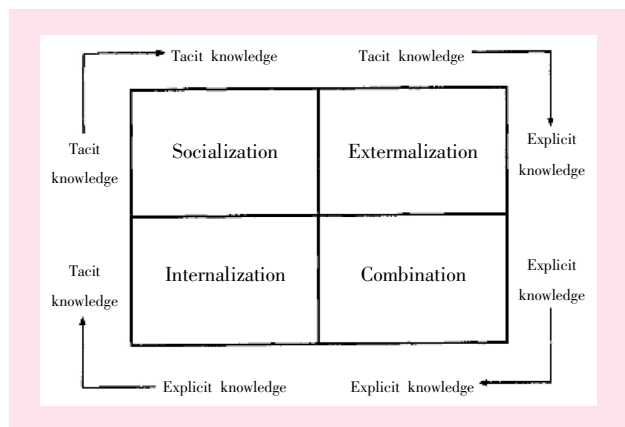 Tacit knowledge
Tacit knowledge
Tacit
knowledge
Socialization
Extermalization
Explicit
knowledge
Tacit
knowledge
Internalization
Combination
Explicit
knowledge
Explicit knowledge
Explicit knowledge